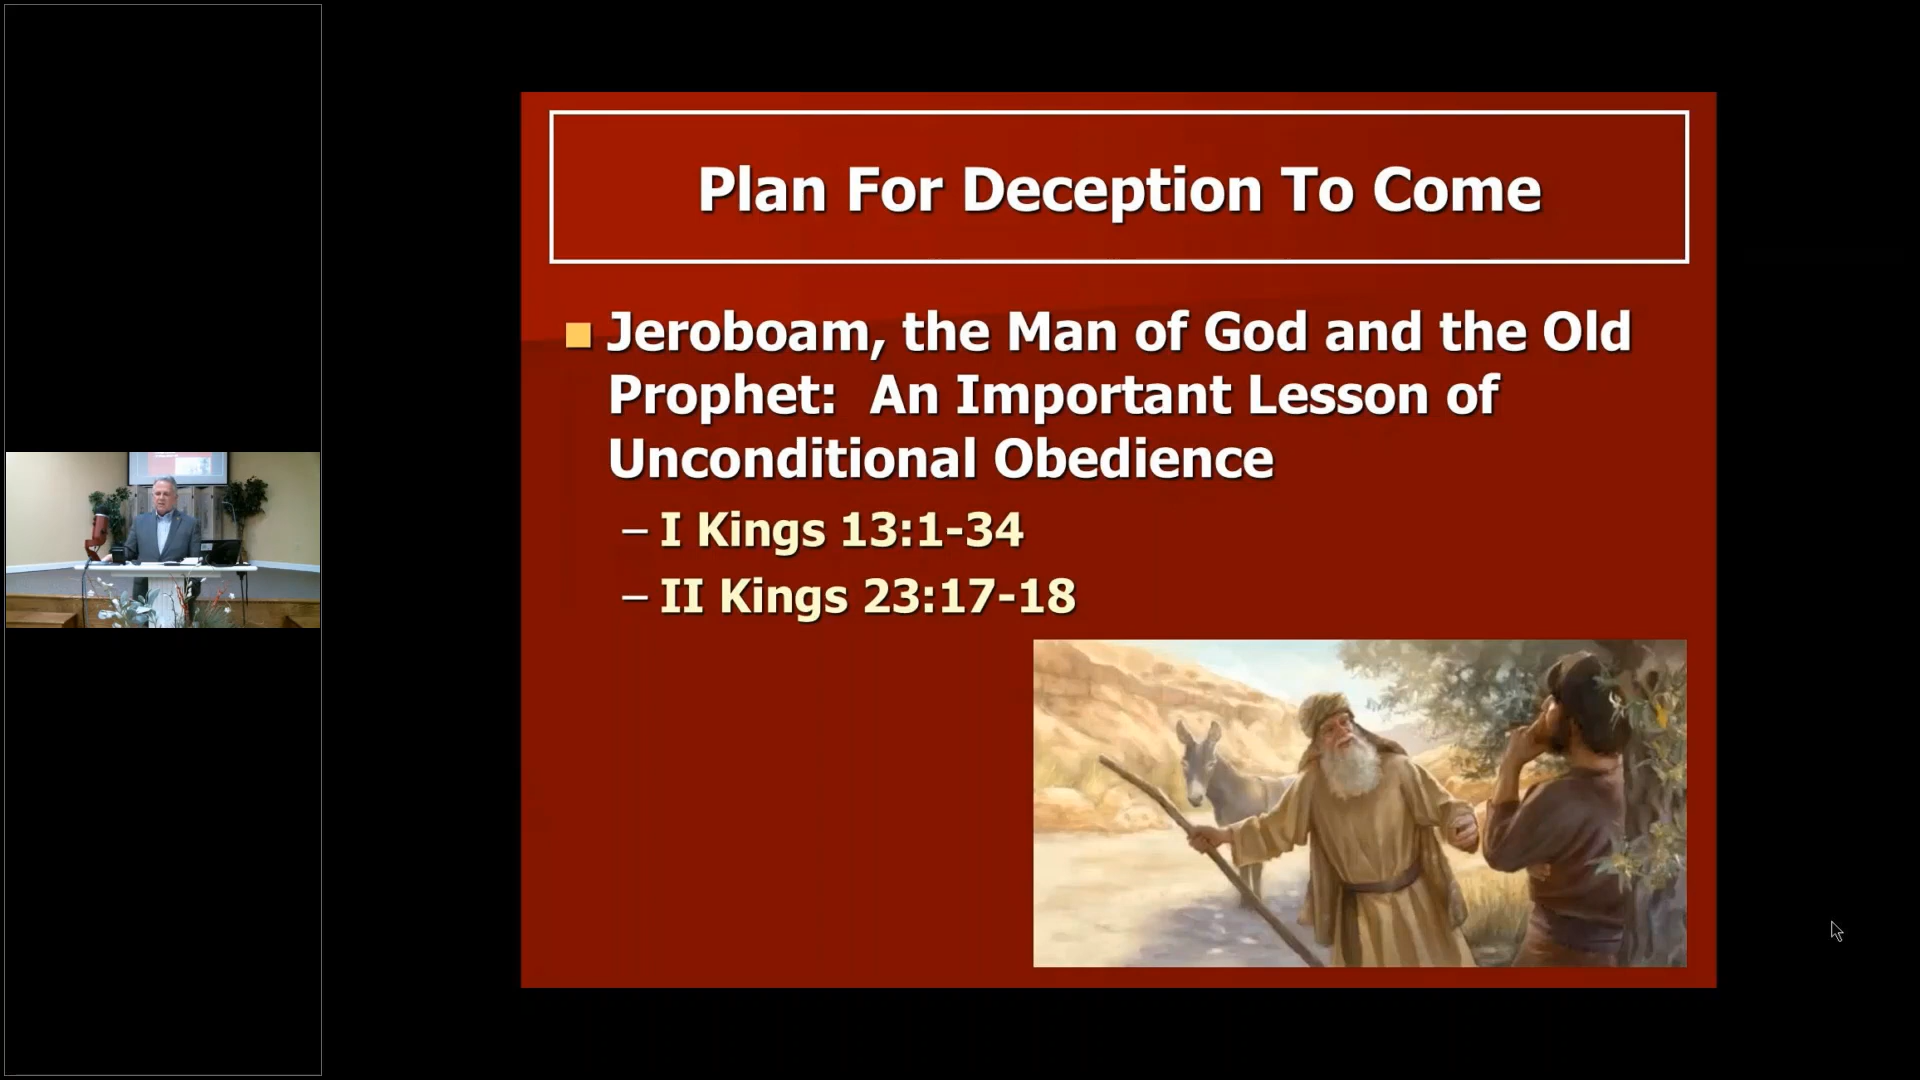 Plan For Deception To Come
Jeroboam, the Man of God and the Old
Prophet:  An Important Lesson of
Unconditional Obedience
– I Kings 13:1-34
– II Kings 23:17-18